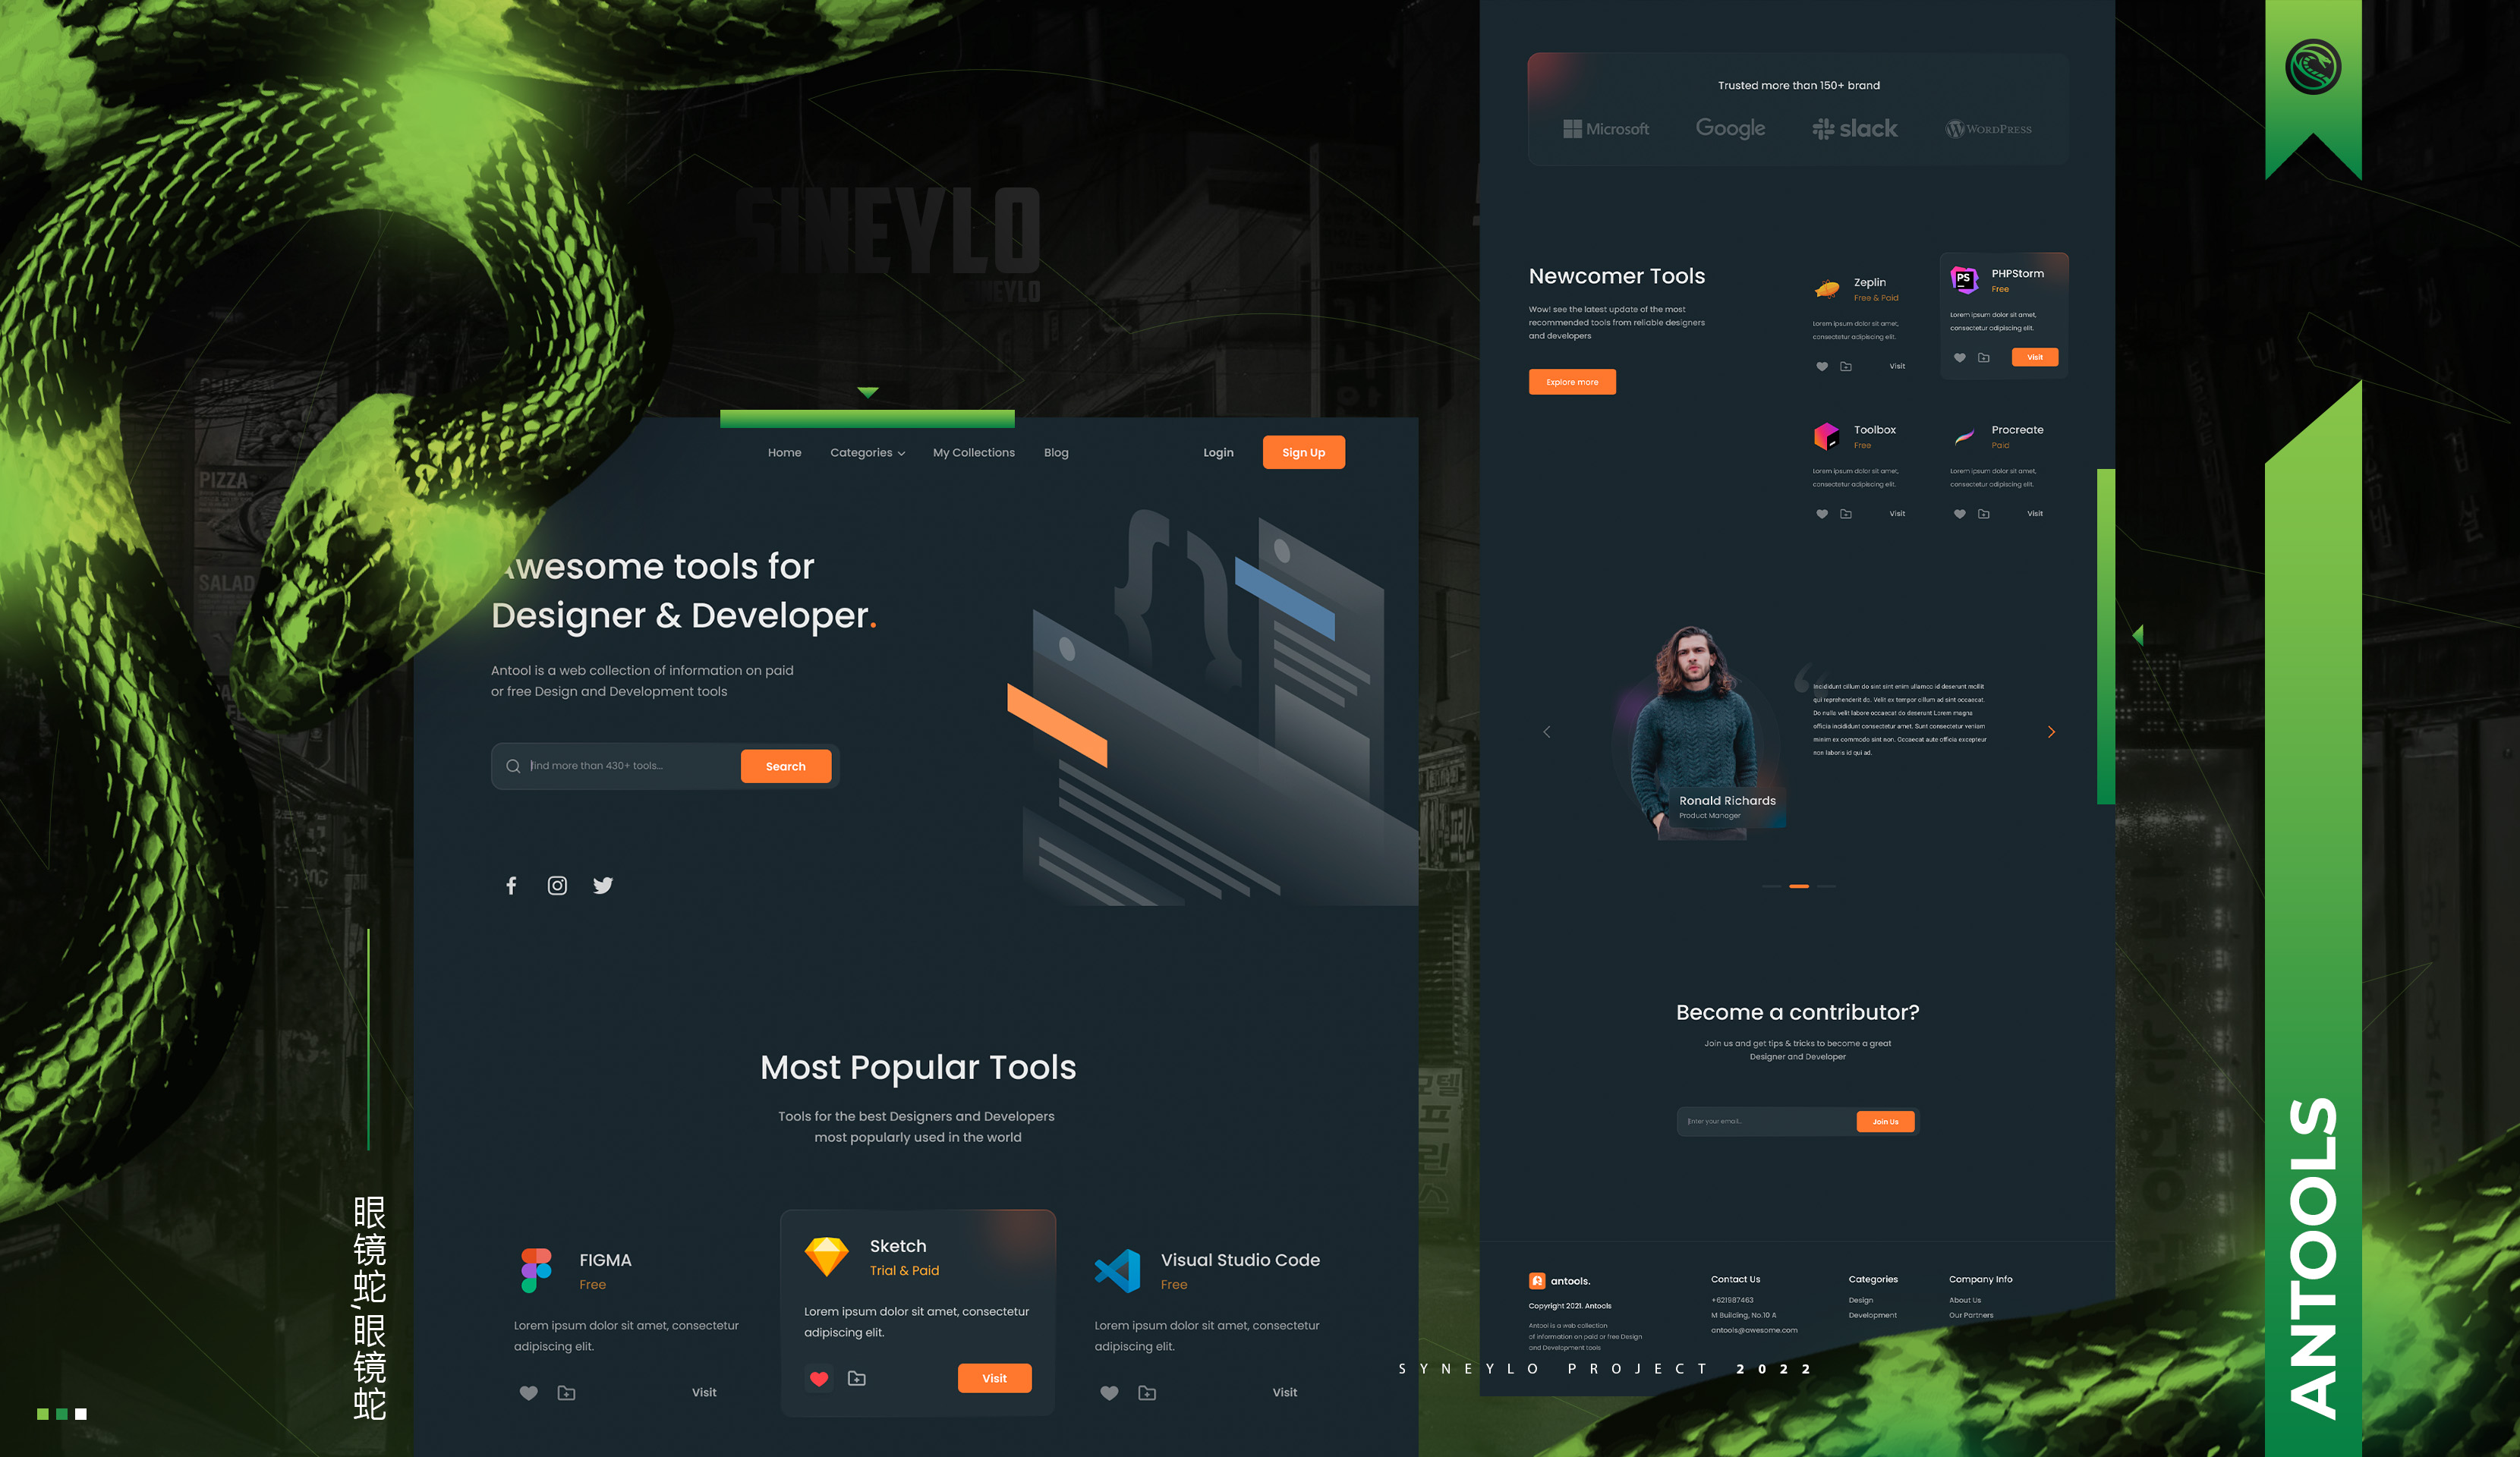 SINEYLO
SINEYLO
CHICKEN
PIZZA
SALAD
Home
Categories
My Collections
Blog
Login
Sign Up
Awesome tools for
Designer & Developer.
Antool is a web collection of information on paid
or free Design and Development tools
find more than 430+ tools...
Search
Most Popular Tools
Tools for the best Designers and Developers
most popularly used in the world
FIGMA
Free
Lorem ipsum dolor sit amet, consectetur
adipiscing elit.
Visit
Sketch
Trial & Paid
Lorem ipsum dolor sit amet, consectetur
adipiscing elit.
Visit
Visual Studio Code
Free
Lorem ipsum dolor sit amet, consectetur
adipiscing elit.
Visit
眼镜蛇,眼镜蛇
Trusted more than 150+ brand
Microsoft
Google
slack
WORDPRESS
Newcomer Tools
Wow! see the latest update of the most
recommended tools from reliable designers
and developers
Explore more
Zeplin
Free & Paid
Lorem ipsum dolor sit amet,
consectetur adipiscing elit.
Visit
PS
PHPStorm
Free
Lorem ipsum dolor sit amet,
consectetur adipiscing elit.
Visit
Toolbox
Free
Lorem ipsum dolor sit amet,
consectetur adipiscing elit.
Visit
Procreate
Paid
Lorem ipsum dolor sit amet,
consectetur adipiscing elit.
Visit
Incididunt cillum do sint sint enim ullamco id deserunt mollit
qui reprehenderit do. Velit ex tempor cillum ad sint occaecat.
Do nulla velit labore occaecat do deserunt Lorem magna
officia incididunt consectetur amet. Sunt consectetur veniam
minim ex commodo sint non. Occaecat aute officia excepteur
non laboris id qui ad.
Ronald Richards
Product Manager
Become a contributor?
Join us and get tips & tricks to become a great
Designer and Developer
Enter your email...
Join Us
antools.
Copyright 2021. Antools
Antool is a web collection
of information on paid or free Design
and Development tools
Contact Us
+621987463
M Building, No.10 A
antools@awesome.com
Categories
Design
Development
Company Info
About Us
Our Partners
SYNEYLO PROJECT 2022
ANTOOLS